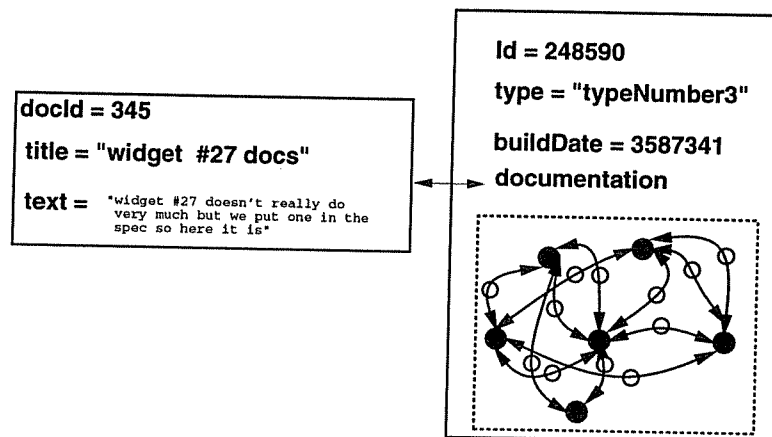 docId = 345
title = "widget #27 docs"
text = "widget #27 doesn't really do
very much but we put one in the
spec so here it is"
Id = 248590
type = "typeNumber3"
buildDate = 3587341
documentation